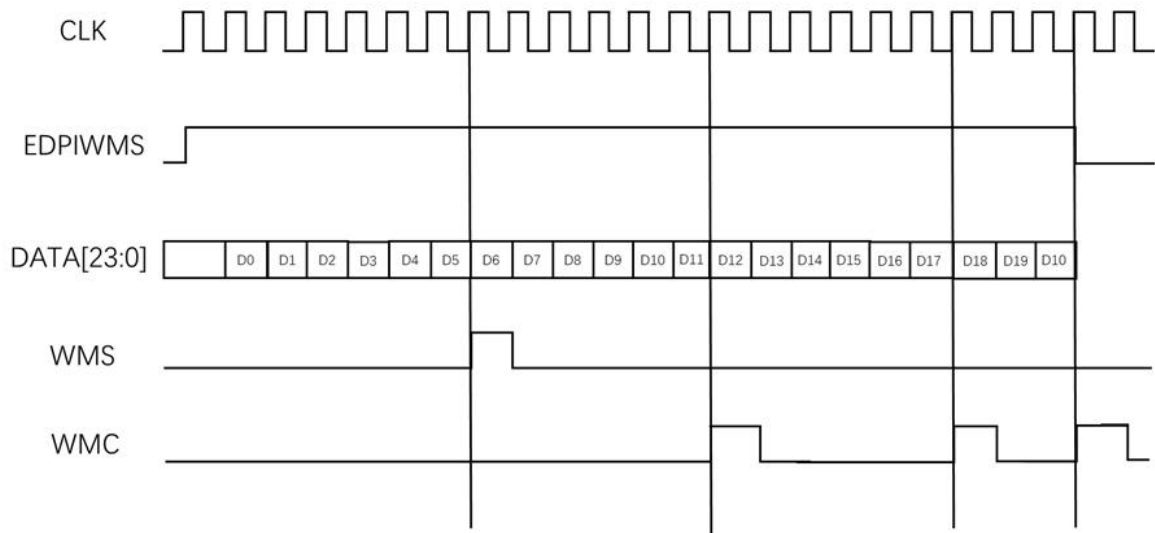 CLK
EDPIWMS
DATA[23:0] D0 D1 D2 D3 D4 D5 D6 D7 D8 D9 D10 D11 D12 D13 D14 D15 D16 D17 D18 D19 D10
WMS
WMC